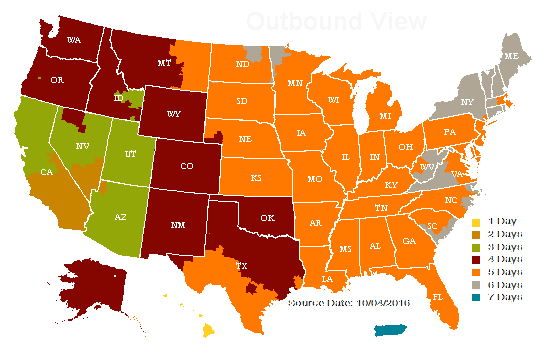 Outbound View
WA
MT
ND
ME
OR
ID
MN
WY
SD
WI
NY
MI
NV
UT
NE
IA
PA
CA
CO
IL
IN
OH
WV
VA
KS
MO
KY
AZ
NM
OK
TN
NC
AR
SC
MS
AL
GA
TX
LA
FL
1 Day
2 Days
3 Days
4 Days
5 Days
6 Days
7 Days
Source Date: 10/04/2016